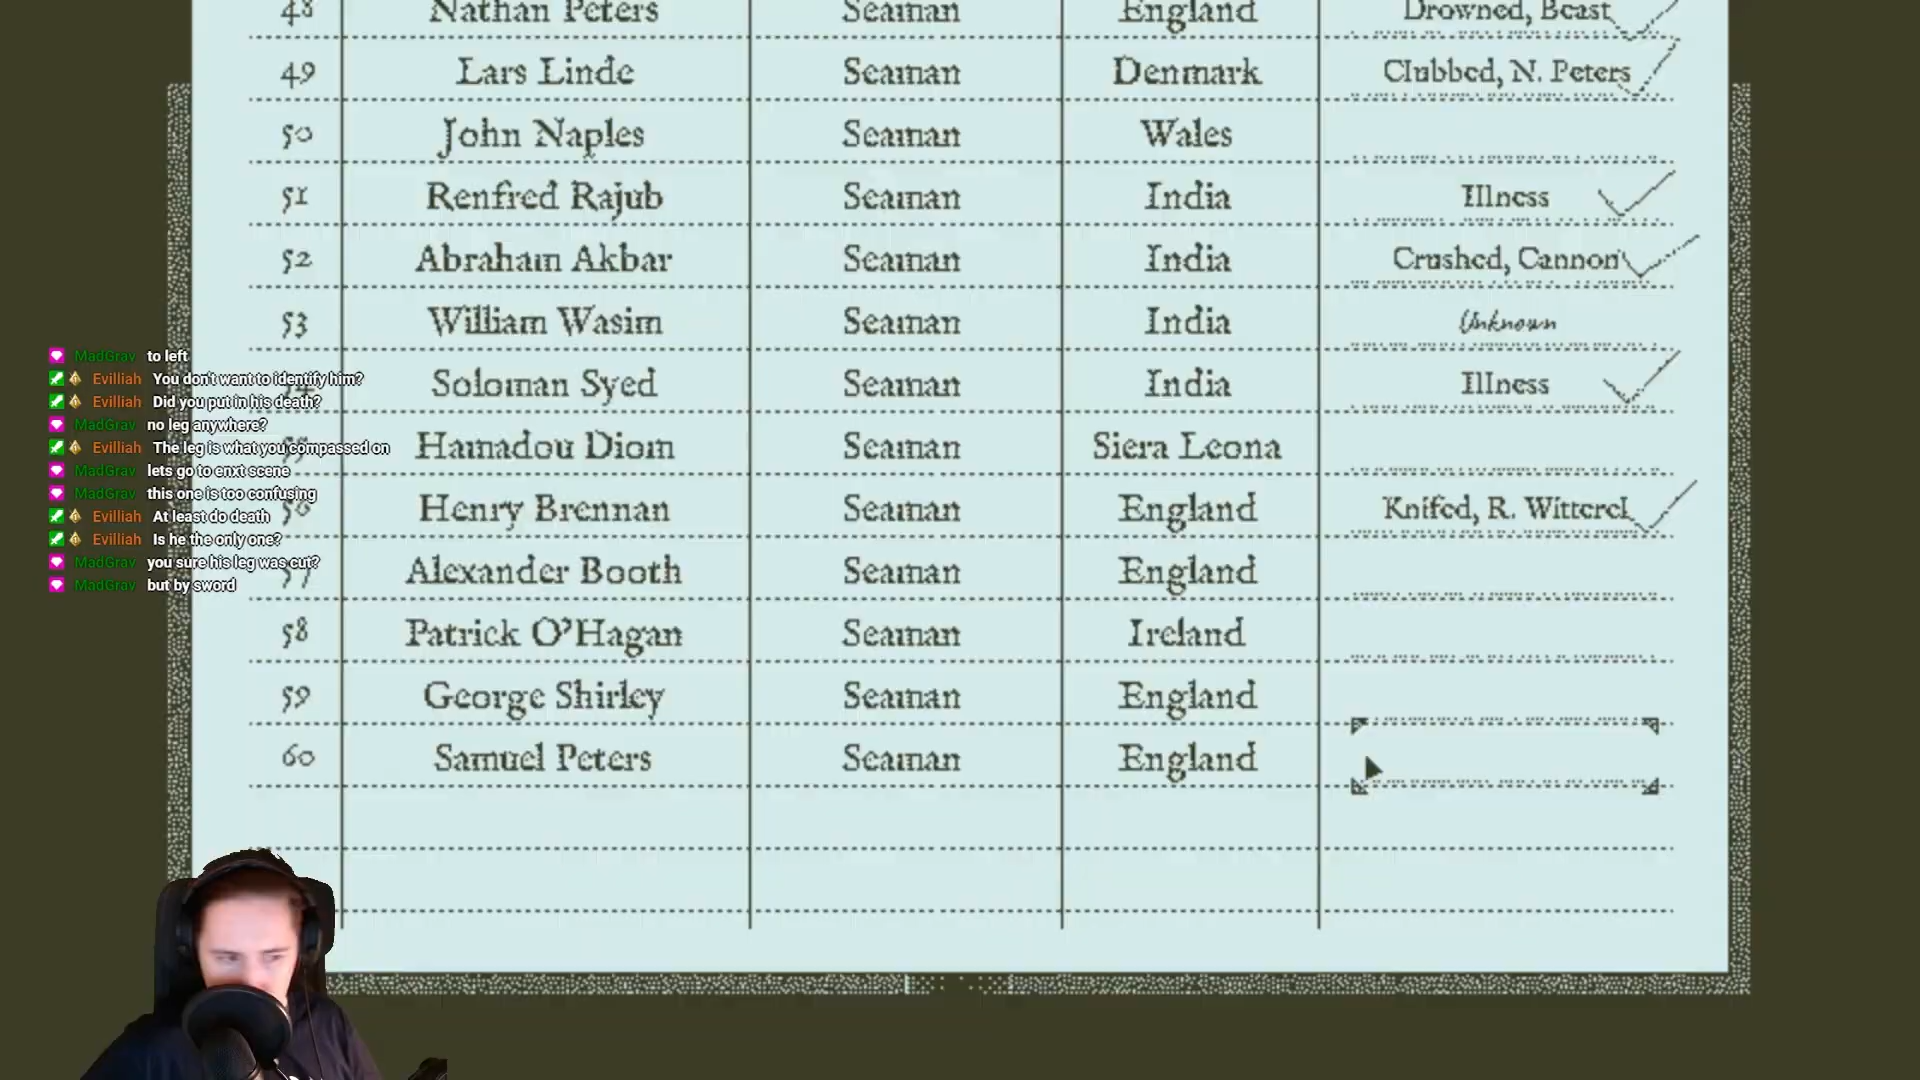 48 Nathan Peters Seaman England Drowned, Beast
49 Lars Linde Seaman Denmark Clubbed, N. Peters
50 John Naples Seaman Wales
51 Renfred Rajub Seaman India Illness
52 Abraham Akbar Seaman India Crushed, Cannon
53 William Wasim Seaman India Unknown
Soloman Syed Seaman India Illness
Hamadou Diom Seaman Siera Leona
56 Henry Brennan Seaman England Knifed, R. Witterel
57 Alexander Booth Seaman England
58 Patrick O'Hagan Seaman Ireland
59 George Shirley Seaman England
60 Samuel Peters Seaman England
MadGrav to left
Evilliah You don't want to identify him?
Evilliah Did you put in his death?
MadGrav no leg anywhere?
Evilliah The leg is what you compassed on
MadGrav lets go to enxt scene
MadGrav this one is too confusing
Evilliah At least do death
Evilliah Is he the only one?
MadGrav you sure his leg was cut?
MadGrav but by sword